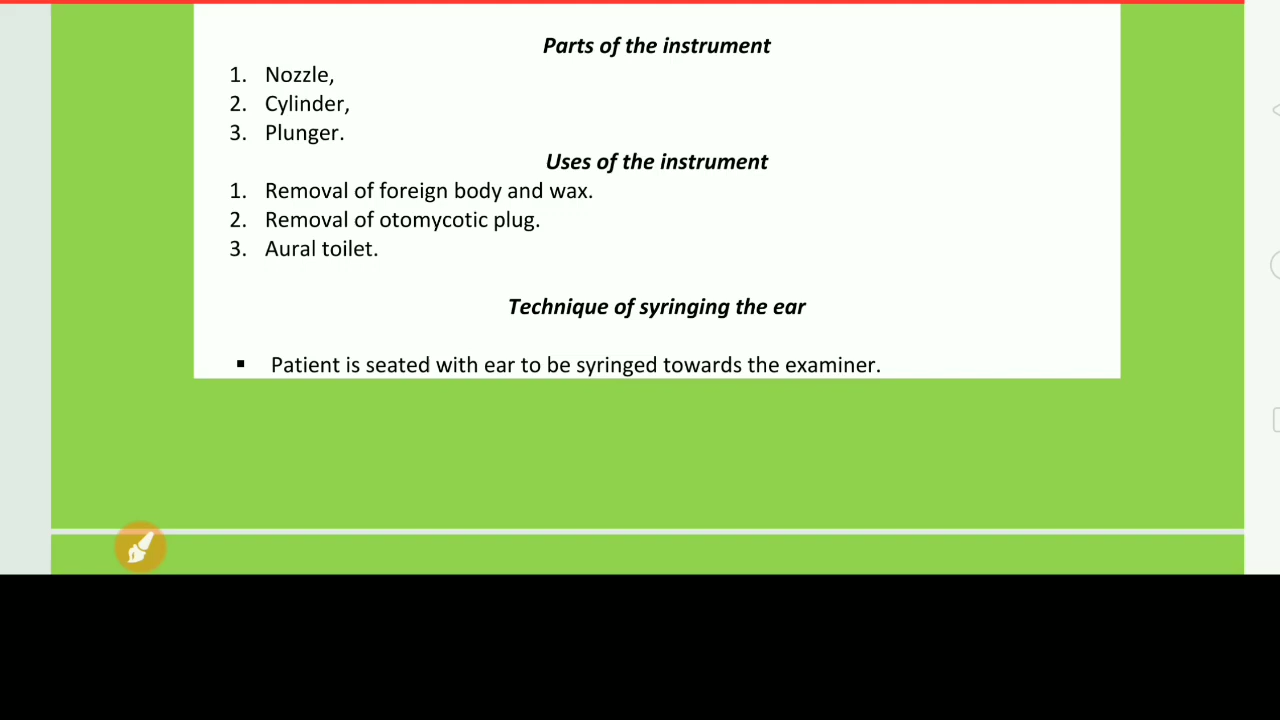 Parts of the instrument
1. Nozzle,
2. Cylinder,
3. Plunger.
Uses of the instrument
1. Removal of foreign body and wax.
2. Removal of otomycotic plug.
3. Aural toilet.
Technique of syringing the ear
▪ Patient is seated with ear to be syringed towards the examiner.